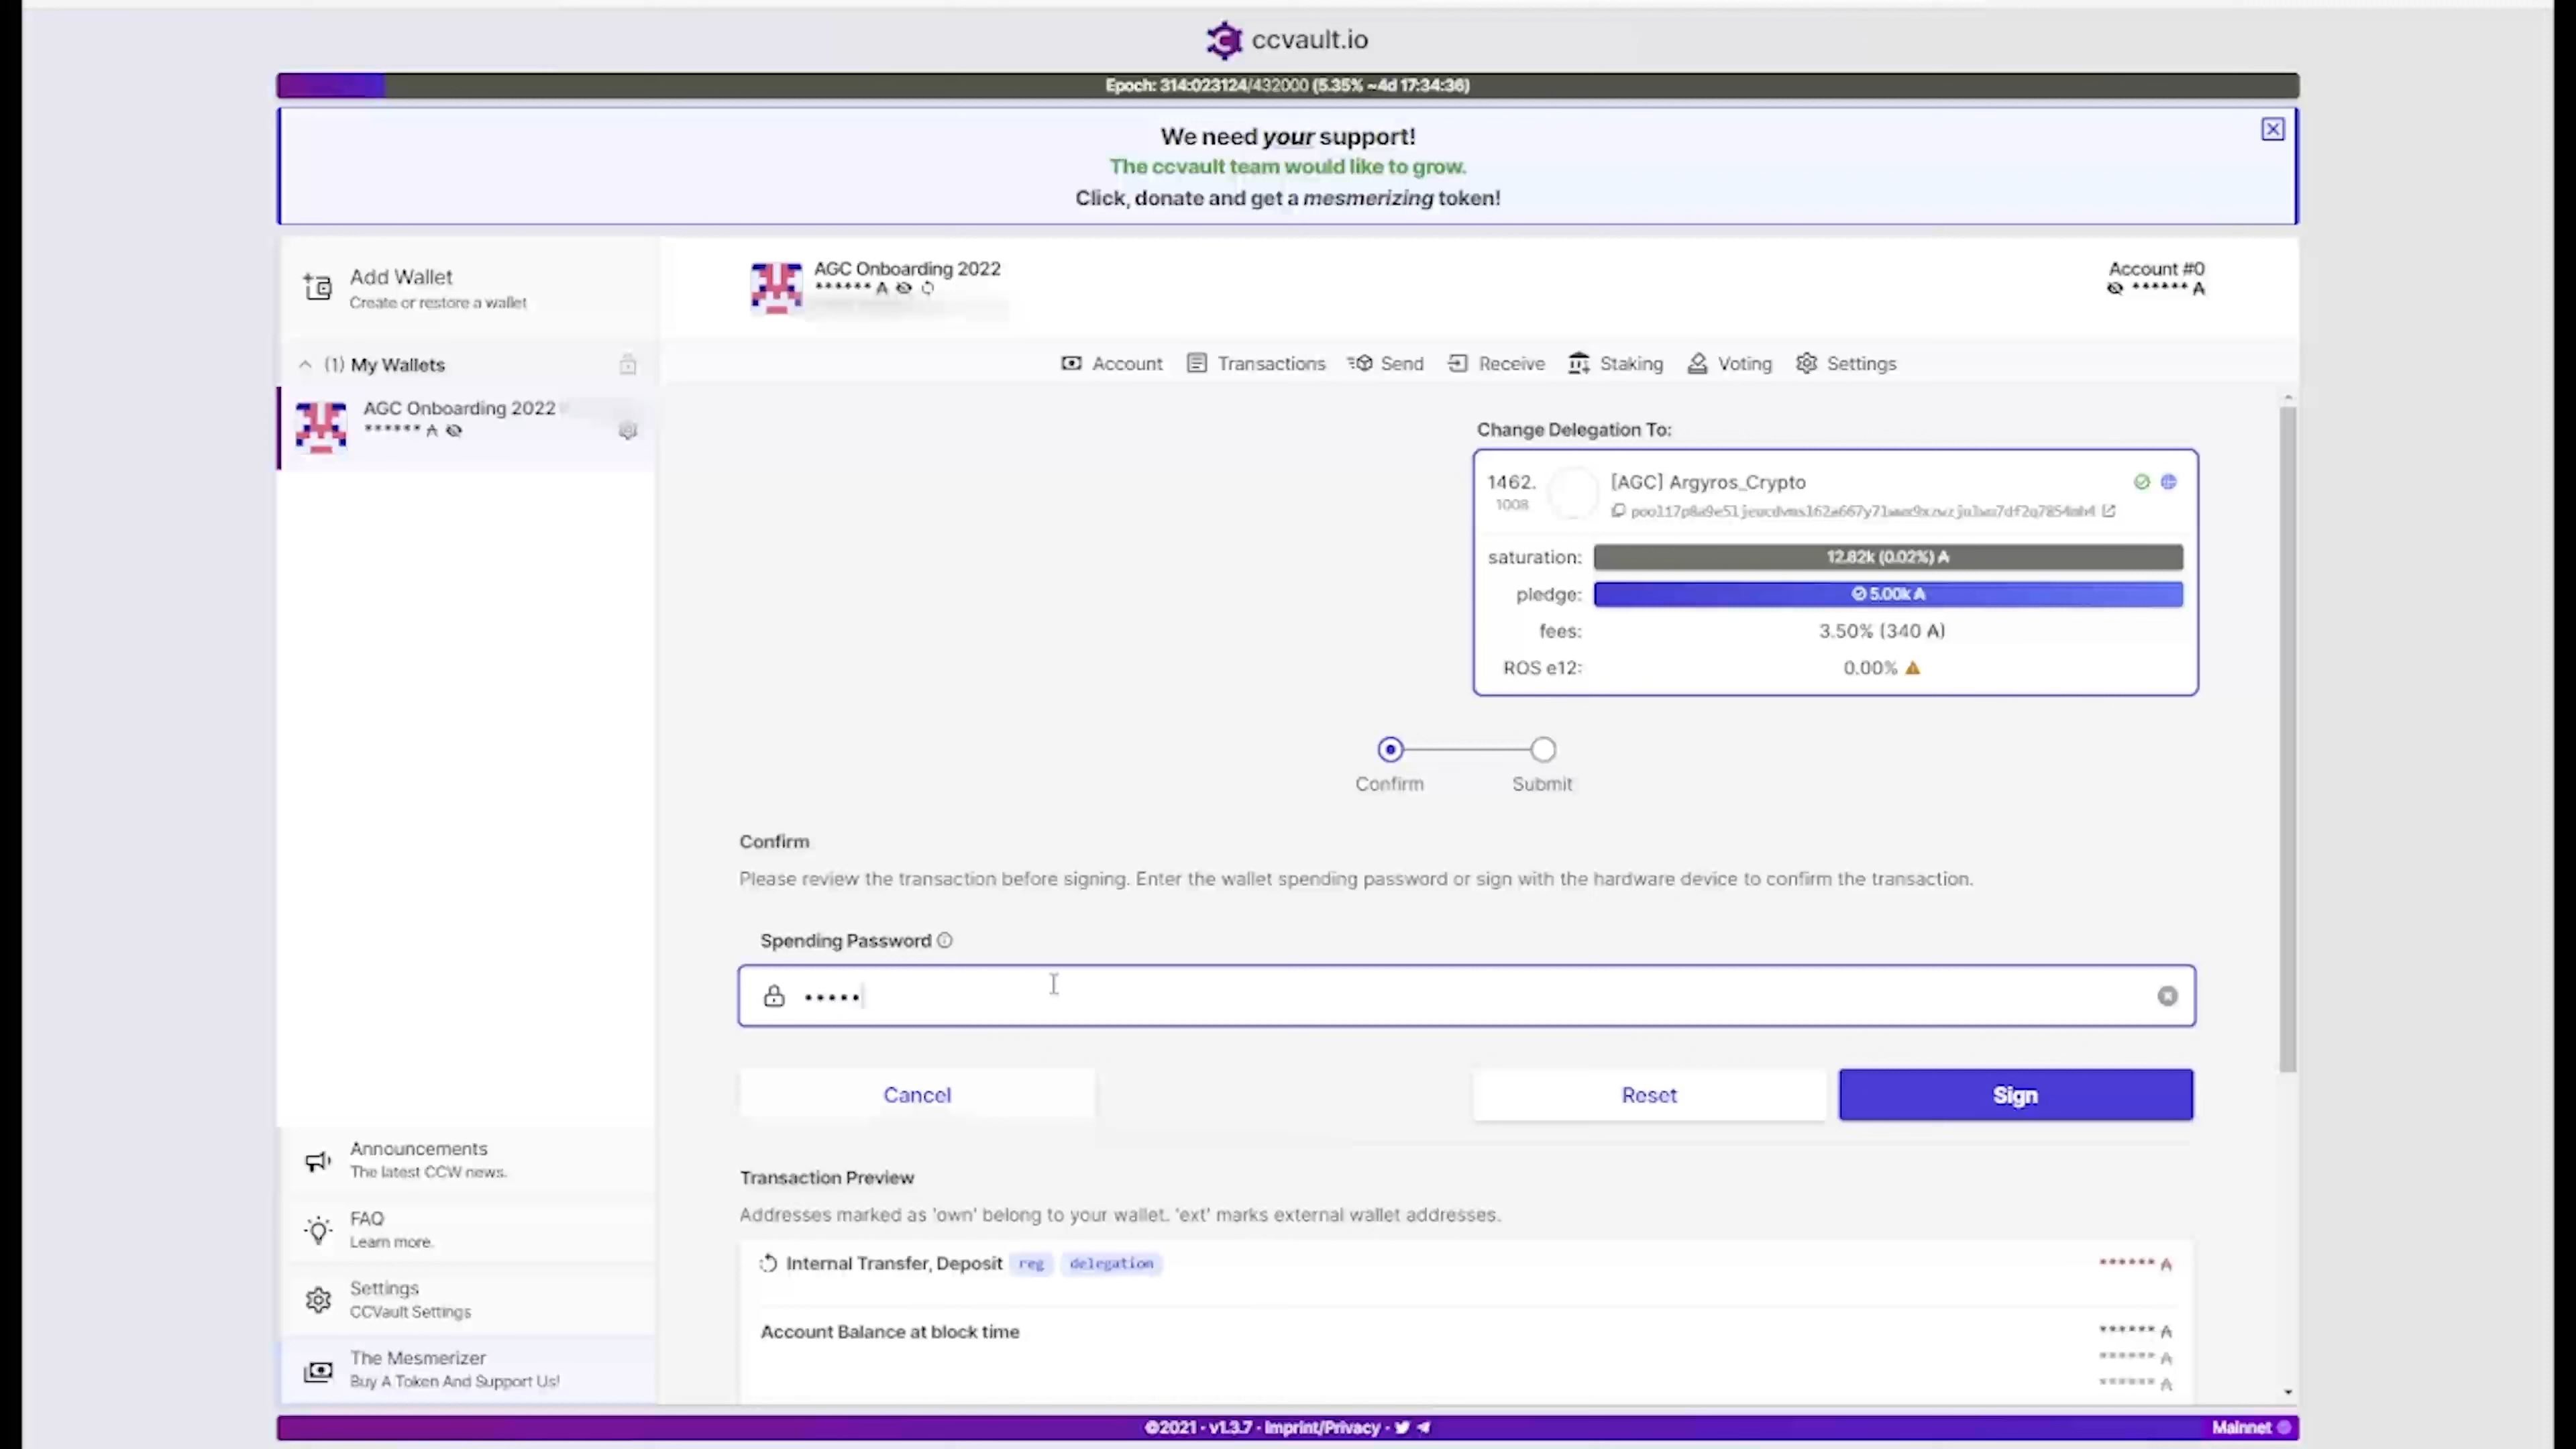 ccvault.io
Epoch: 314:023124/432000 (5.35% ~4d 17:34:36)
We need your support!
The ccvault team would like to grow.
Click, donate and get a mesmerizing token!
Add Wallet
Create or restore a wallet
(1) My Wallets
AGC Onboarding 2022
****** ₳
Announcements
The latest CCW news.
FAQ
Learn more.
Settings
CCVault Settings
The Mesmerizer
Buy A Token And Support Us!
AGC Onboarding 2022
****** ₳
Account #0
****** ₳
Account Transactions Send Receive Staking Voting Settings
Change Delegation To:
1462.
1008
[AGC] Argyros_Crypto
saturation: 12.82k (0.02%) ₳
pledge: 5.00k ₳
fees: 3.50% (340 ₳)
ROS e12: 0.00%
Confirm Submit
Confirm
Please review the transaction before signing. Enter the wallet spending password or sign with the hardware device to confirm the transaction.
Spending Password
•••••
Cancel Reset Sign
Transaction Preview
Addresses marked as 'own' belong to your wallet. 'ext' marks external wallet addresses.
Internal Transfer, Deposit reg delegation ****** ₳
Account Balance at block time ****** ₳
****** ₳
****** ₳
©2021 - v1.3.7 - Imprint/Privacy -
Mainnet